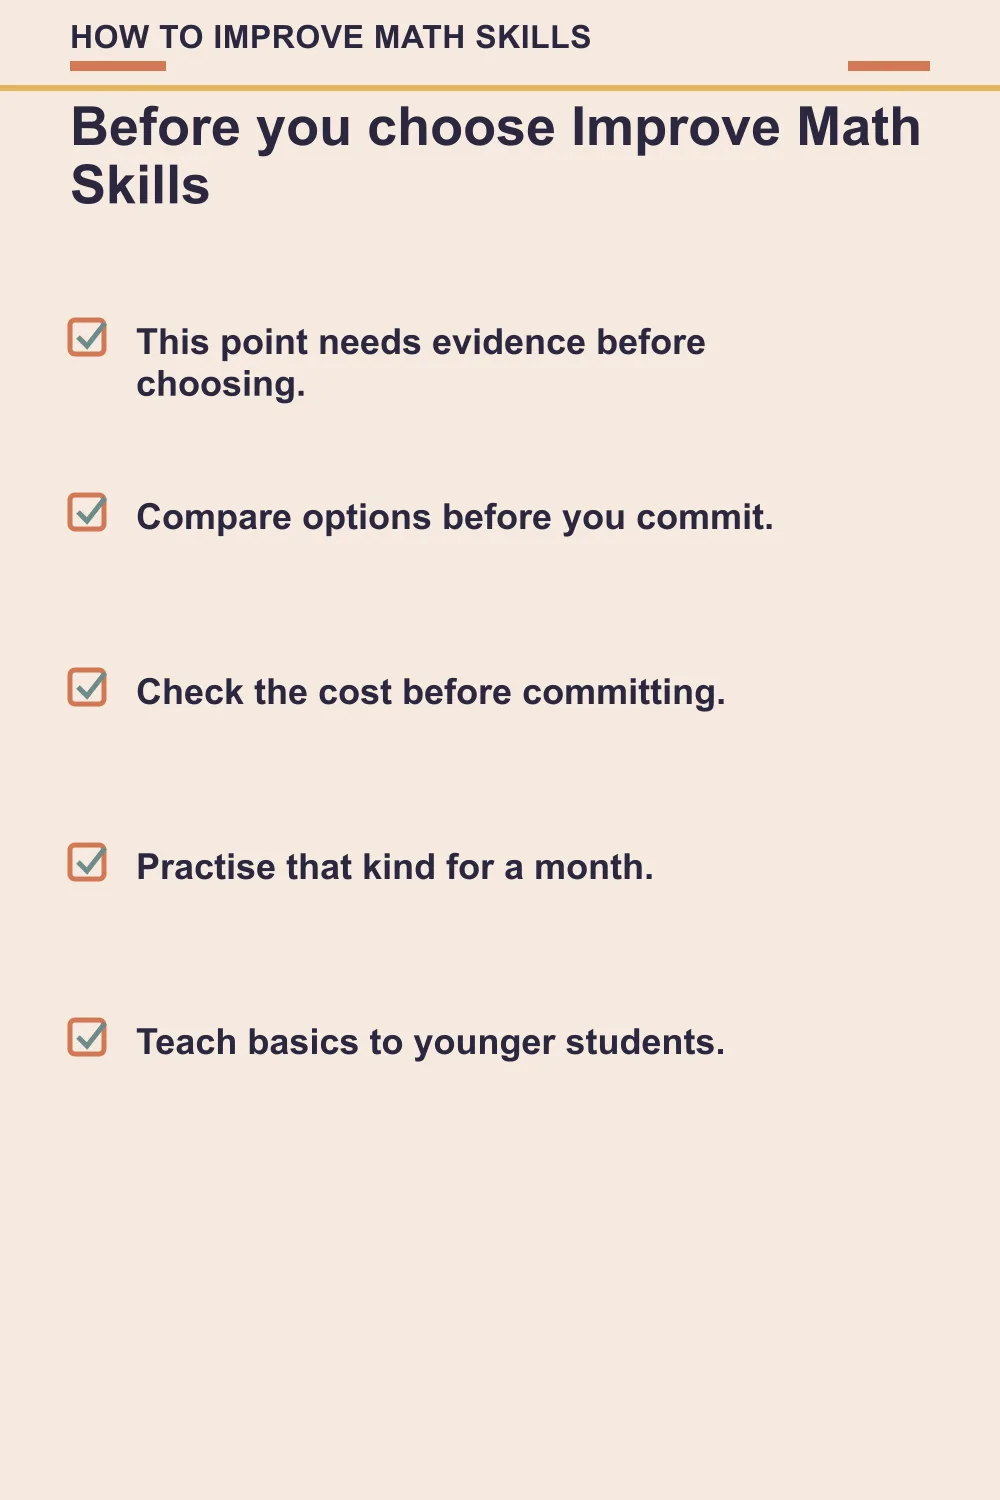 HOW TO IMPROVE MATH SKILLS
Before you choose Improve Math
Skills
This point needs evidence before
choosing.
Compare options before you commit.
Check the cost before committing.
Practise that kind for a month.
Teach basics to younger students.